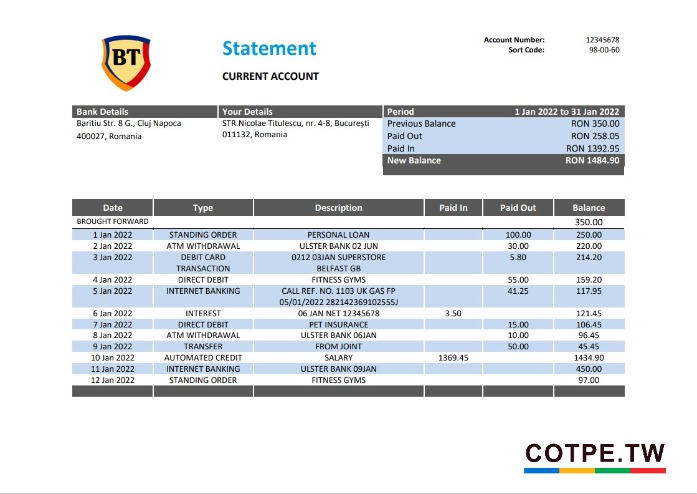 BT
Statement
CURRENT ACCOUNT
Account Number: 12345678
Sort Code: 98-00-60
Bank Details Your Details Period 1 Jan 2022 to 31 Jan 2022
Baritiu Str. 8 G., Cluj Napoca STR.Nicolae Titulescu, nr. 4-8, București Previous Balance RON 350.00
400027, Romania 011132, Romania Paid Out RON 258.05
Paid In RON 1392.95
New Balance RON 1484.90
Date Type Description Paid In Paid Out Balance
BROUGHT FORWARD 350.00
1 Jan 2022 STANDING ORDER PERSONAL LOAN 100.00 250.00
2 Jan 2022 ATM WITHDRAWAL ULSTER BANK 02 JUN 30.00 220.00
3 Jan 2022 DEBIT CARD 0212 03JAN SUPERSTORE 5.80 214.20
TRANSACTION BELFAST GB
4 Jan 2022 DIRECT DEBIT FITNESS GYMS 55.00 159.20
5 Jan 2022 INTERNET BANKING CALL REF. NO. 1103 UK GAS FP 41.25 117.95
05/01/2022 282142369102555J
6 Jan 2022 INTEREST 06 JAN NET 12345678 3.50 121.45
7 Jan 2022 DIRECT DEBIT PET INSURANCE 15.00 106.45
8 Jan 2022 ATM WITHDRAWAL ULSTER BANK 06JAN 10.00 96.45
9 Jan 2022 TRANSFER FROM JOINT 50.00 45.45
10 Jan 2022 AUTOMATED CREDIT SALARY 1369.45 1434.90
11 Jan 2022 INTERNET BANKING ULSTER BANK 09JAN 450.00
12 Jan 2022 STANDING ORDER FITNESS GYMS 97.00
COTPE.TW